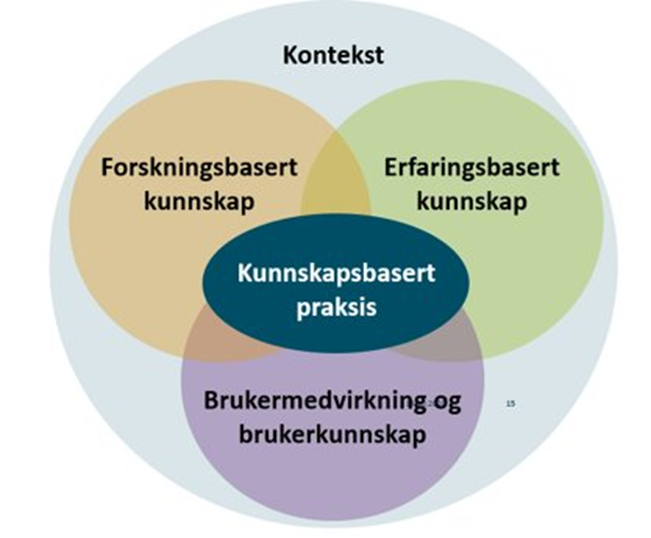 Kontekst
Forskningsbasert
kunnskap
Erfaringsbasert
kunnskap
Kunnskapsbasert
praksis
Brukermedvirkning og
brukerkunnskap
15